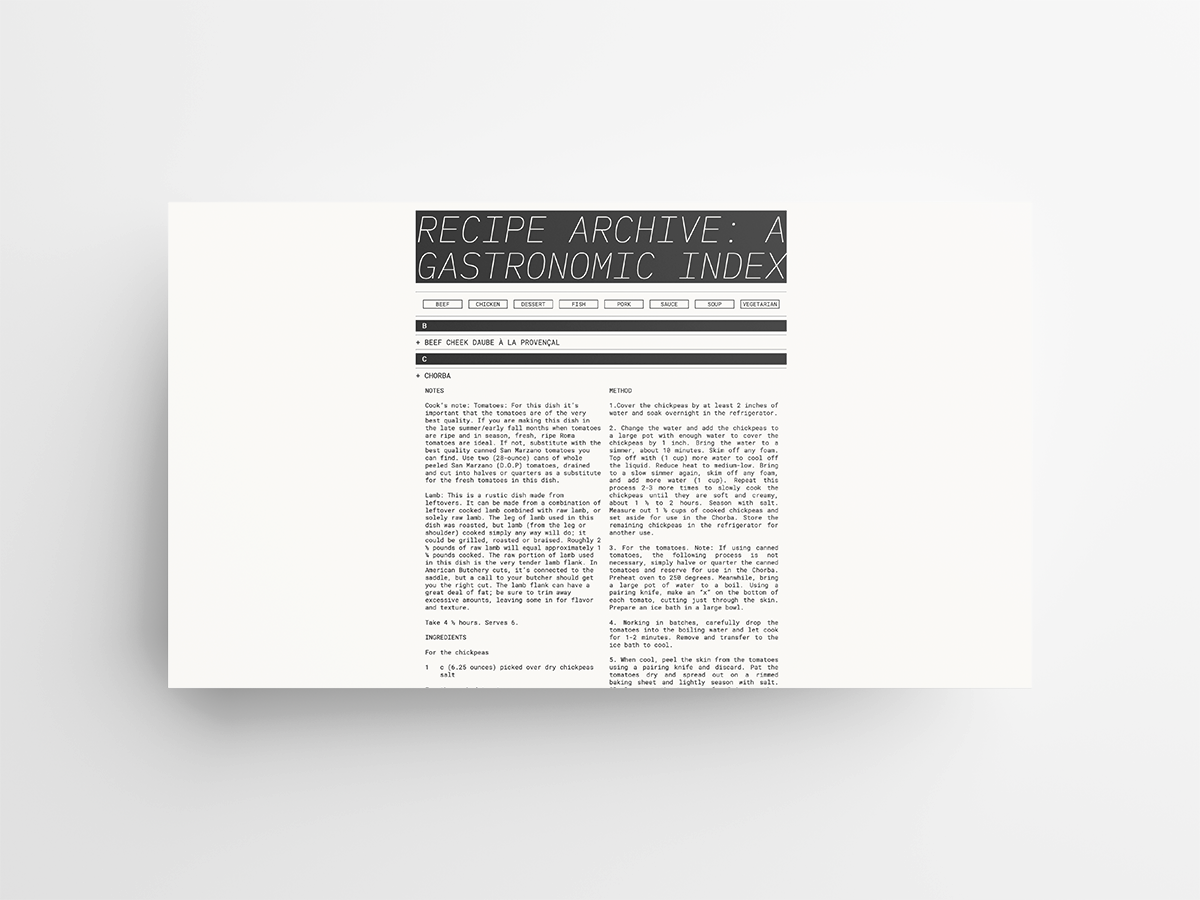 RECIPE ARCHIVE: A
GASTRONOMIC INDEX
BEEF CHICKEN DESSERT FISH PORK SAUCE SOUP VEGETARIAN
B
+ BEEF CHEEK DAUBE À LA PROVENÇAL
C
+ CHORBA
NOTES
Cook's note: Tomatoes: For this dish it's
important that the tomatoes are of the very
best quality. If you are making this dish in
the late summer/early fall months when tomatoes
are ripe and in season, fresh, ripe Roma
tomatoes are ideal. If not, substitute with the
best quality canned San Marzano tomatoes you
can find. Use two (28-ounce) cans of whole
peeled San Marzano (D.O.P) tomatoes, drained
and cut into halves or quarters as a substitute
for the fresh tomatoes in this dish.
Lamb: This is a rustic dish made from
leftovers. It can be made from a combination of
leftover cooked lamb combined with raw lamb, or
solely raw lamb. The leg of lamb used in this
dish was roasted, but lamb (from the leg or
shoulder) cooked simply any way will do; it
could be grilled, roasted or braised. Roughly 2
pounds of raw lamb will equal approximately 1
pounds cooked. The raw portion of lamb used
in this dish is the very tender lamb flank. In
American Butchery cuts, it's connected to the
saddle, but a call to your butcher should get
you the right cut. The lamb flank can have a
great deal of fat; be sure to trim away
excessive amounts, leaving some in for flavor
and texture.
Take 4 ½ hours. Serves 6.
INGREDIENTS
For the chickpeas
1 c (6.25 ounces) picked over dry chickpeas
salt
METHOD
1.Cover the chickpeas by at least 2 inches of
water and soak overnight in the refrigerator.
2. Change the water and add the chickpeas to
a large pot with enough water to cover the
chickpeas by 1 inch. Bring the water to a
simmer, about 10 minutes. Skim off any foam.
Top off with (1 cup) more water to cool off
the liquid. Reduce heat to medium-low. Bring
to a slow simmer again, skim off any foam,
and add more water (1 cup). Repeat this
process 2-3 more times to slowly cook the
chickpeas until they are soft and creamy,
about 1 ½ to 2 hours. Season with salt.
Measure out 1 ½ cups of cooked chickpeas and
set aside for use in the Chorba. Store the
remaining chickpeas in the refrigerator for
another use.
3. For the tomatoes. Note: If using canned
tomatoes, the following process is not
necessary, simply halve or quarter the canned
tomatoes and reserve for use in the Chorba.
Preheat oven to 250 degrees. Meanwhile, bring
a large pot of water to a boil. Using a
pairing knife, make an "x" on the bottom of
each tomato, cutting just through the skin.
Prepare an ice bath in a large bowl.
4. Working in batches, carefully drop the
tomatoes into the boiling water and let cook
for 1-2 minutes. Remove and transfer to the
ice bath to cool.
5. When cool, peel the skin from the tomatoes
using a pairing knife and discard. Pat the
tomatoes dry and spread out on a rimmed
baking sheet and lightly season with salt.